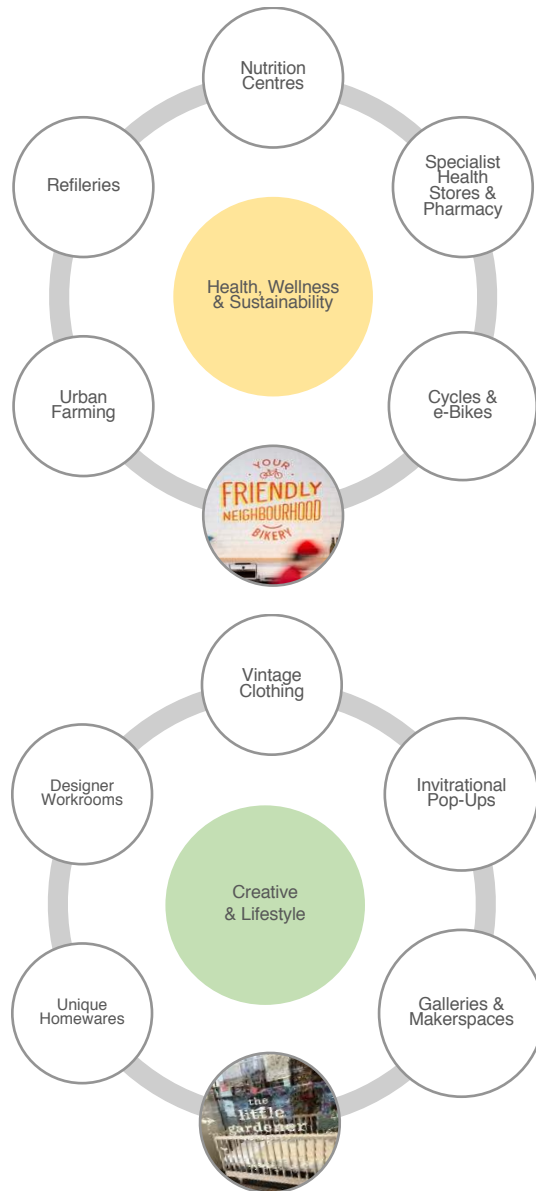 Nutrition
Centres
Refileries
Specialist
Health
Stores &
Pharmacy
Health, Wellness
& Sustainability
Urban
Farming
Cycles &
e-Bikes
YOUR
FRIENDLY
NEIGHBOURHOOD
BIKERY
Vintage
Clothing
Designer
Workrooms
Invitrational
Pop-Ups
Creative
& Lifestyle
Unique
Homewares
Galleries &
Makerspaces
the
little
gardener